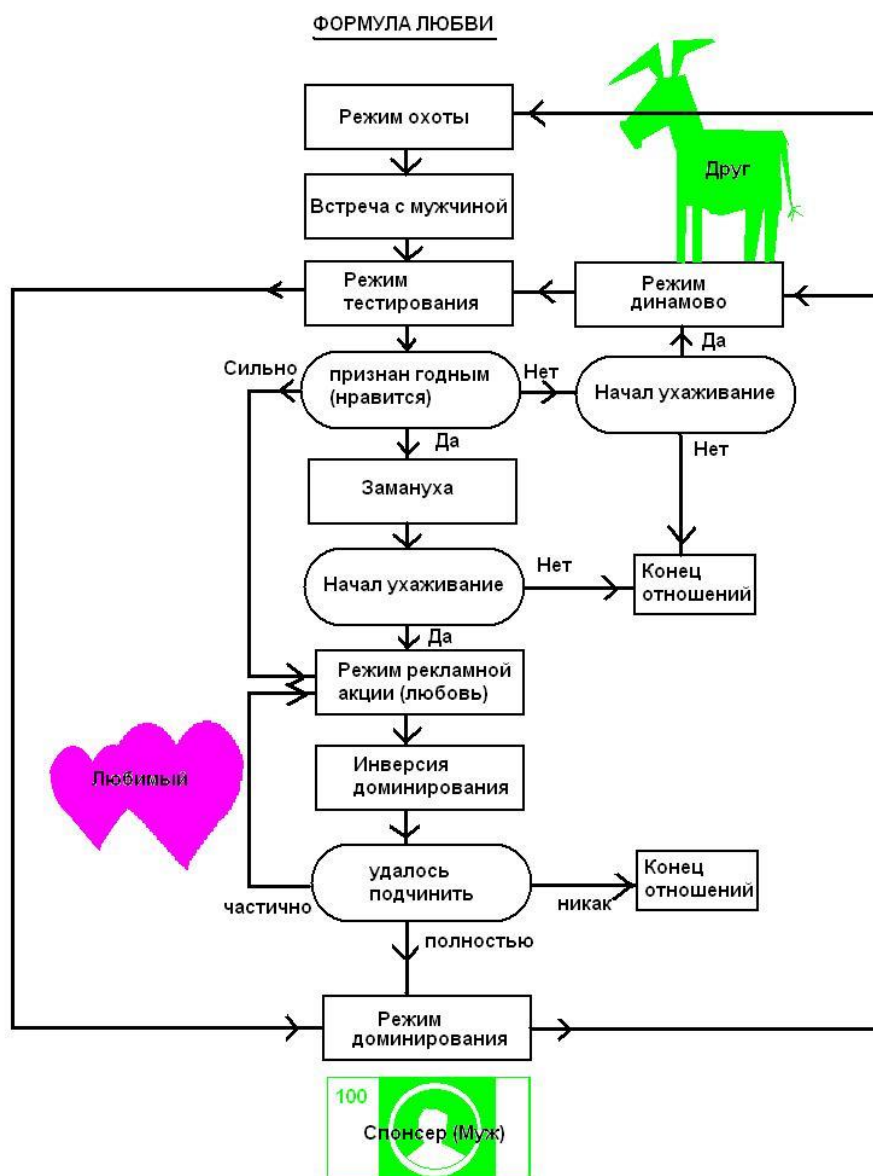 ФОРМУЛА ЛЮБВИ
Режим охоты
Друг
Встреча с мужчиной
Режим
тестирования
Режим
динамово
Да
Сильно
признан годным
(нравится)
Нет
Начал ухаживание
Да
Нет
Замануха
Начал ухаживание
Нет
Конец
отношений
Да
Режим рекламной
акции (любовь)
Любимый
Инверсия
доминирования
удалось
подчинить
частично
никак
Конец
отношений
полностью
Режим
доминирования
100
Спонсер (Муж)